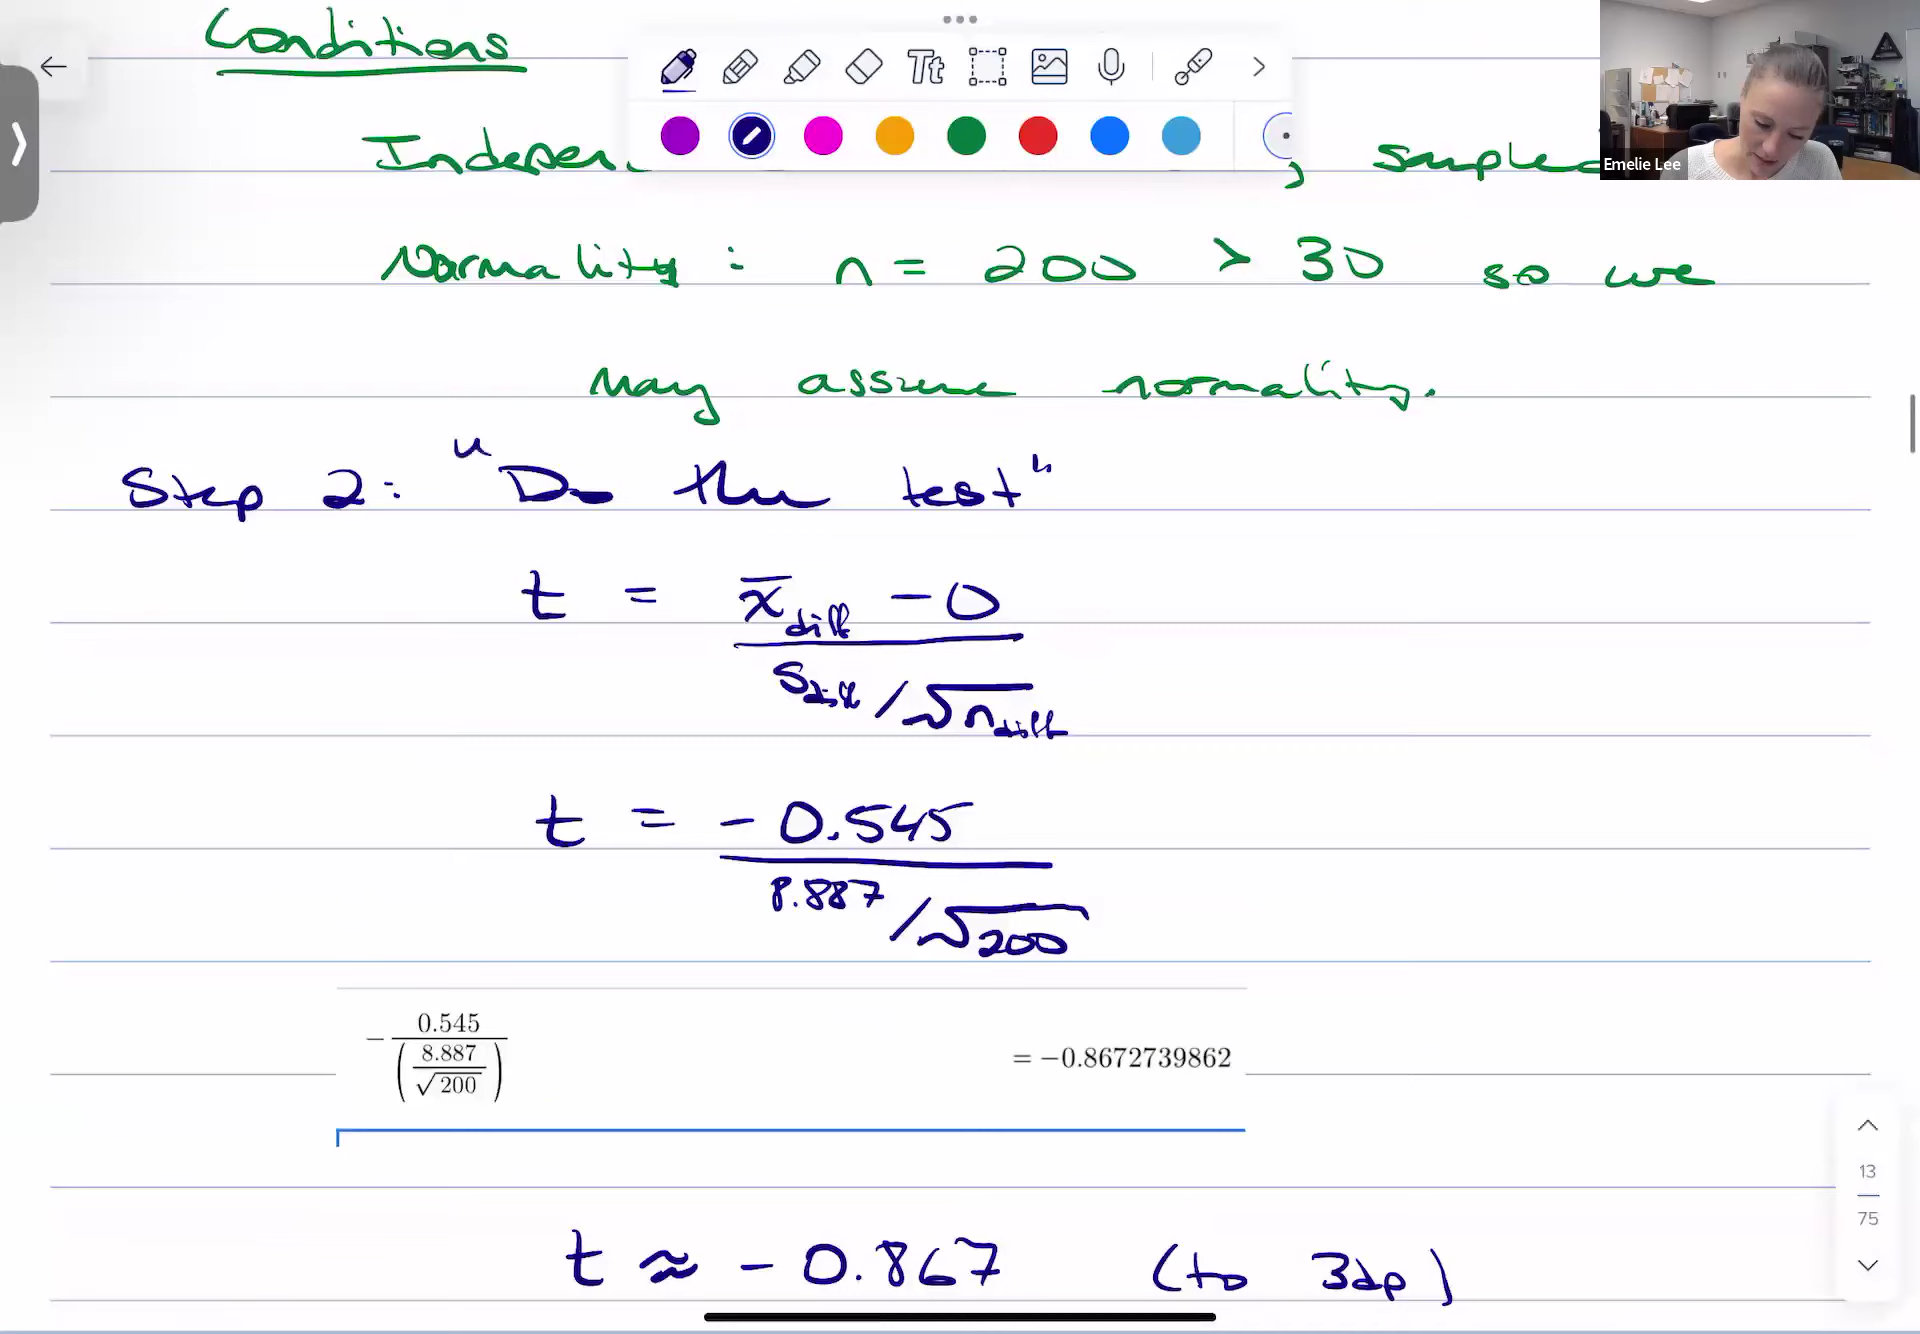 Conditions
Tt
Indepen
, sampled
Emelie Lee
Normality: n = 200 > 30 so we
may assume normality.
Step 2: "Do the test"
t = x̄diff - 0
Sdiff / √ndiff
t = -0.545
8.887 / √200
- 0.545 / (8.887 / √200) = −0.8672739862
13
75
t ≈ -0.867 (to 3dp)